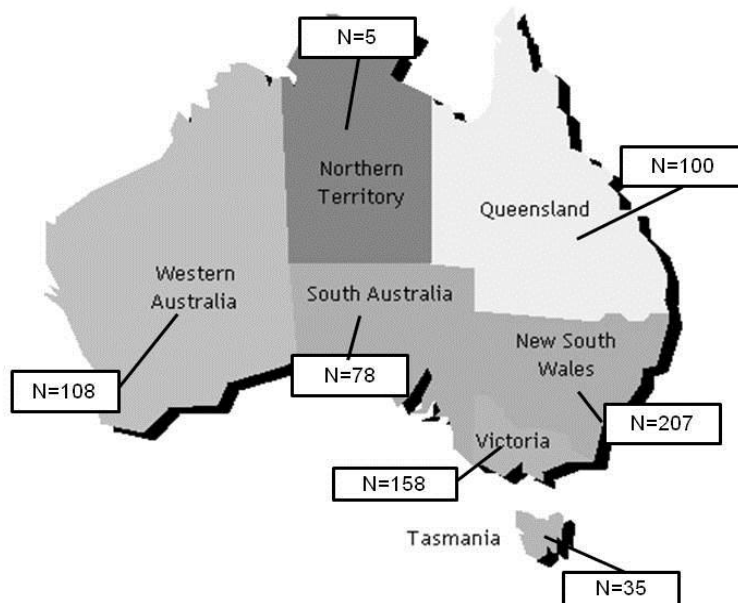 N=5
Northern
Territory
N=100
Queensland
Western
Australia
South Australia
New South
Wales
N=108
N=78
N=207
Victoria
N=158
Tasmania
N=35